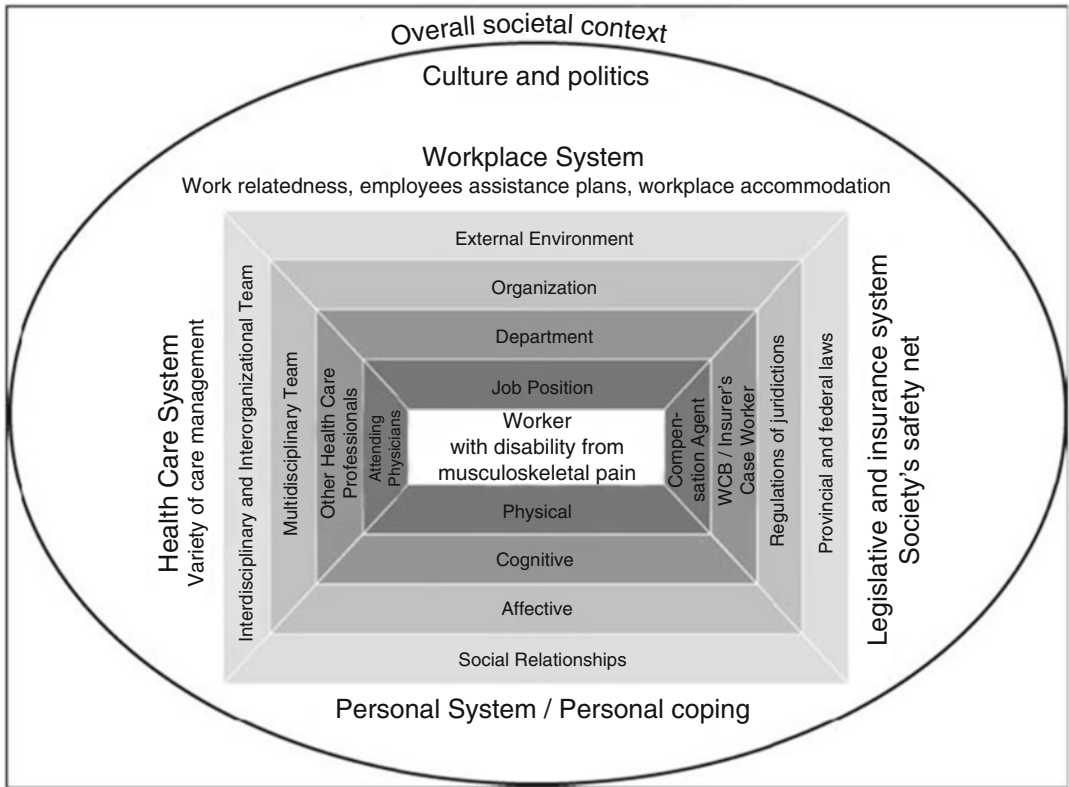 Overall societal context
Culture and politics
Workplace System
Work relatedness, employees assistance plans, workplace accommodation
External Environment
Organization
Department
Job Position
Health Care System
Variety of care management
Interdisciplinary and Interorganizational Team
Multidisciplinary Team
Other Health Care
Professionals
Attending
Physicians
Worker
with disability from
musculoskeletal pain
Compen-
sation Agent
WCB / Insurer's
Case Worker
Regulations of juridictions
Provincial and federal laws
Legislative and insurance system
Society's safety net
Physical
Cognitive
Affective
Social Relationships
Personal System / Personal coping